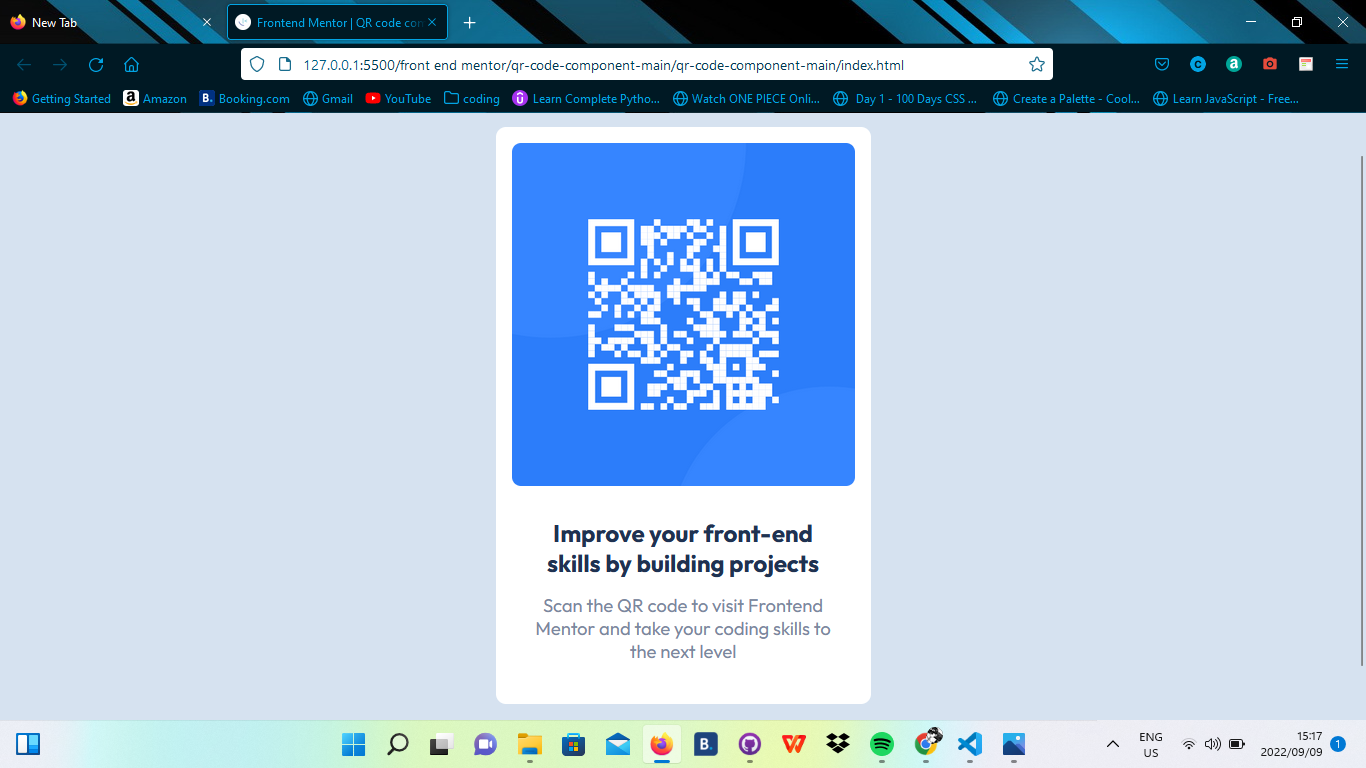 New Tab
Frontend Mentor | QR code con
127.0.0.1:5500/front end mentor/qr-code-component-main/qr-code-component-main/index.html
C
a
Getting Started
a Amazon
B. Booking.com
Gmail
YouTube
coding
Learn Complete Pytho...
Watch ONE PIECE Onli...
Day 1 - 100 Days CSS ...
Create a Palette - Cool...
Learn JavaScript - Free...
Improve your front-end
skills by building projects
Scan the QR code to visit Frontend
Mentor and take your coding skills to
the next level
B.
W
ENG
US
15:17
2022/09/09
1